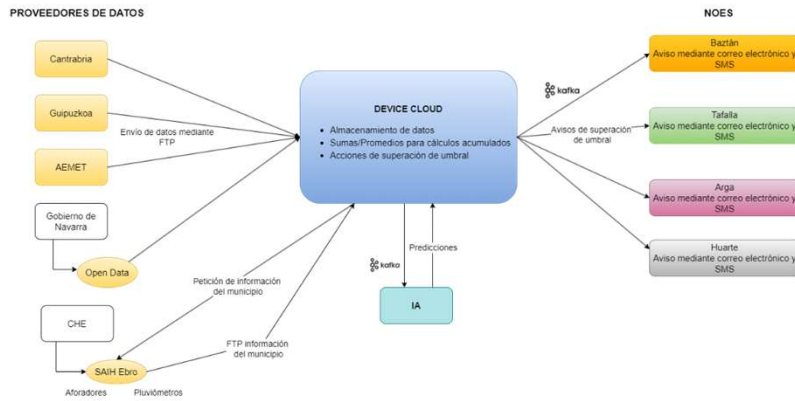 PROVEEDORES DE DATOS
NOES
Cantrabria
Guipuzkoa
Envío de datos mediante
FTP
AEMET
Gobierno de
Navarra
Open Data
CHE
SAIH Ebro
Aforadores
Pluviómetros
Petición de información
del municipio
FTP información
del municipio
DEVICE CLOUD
• Almacenamiento de datos
• Sumas/Promedios para cálculos acumulados
• Acciones de superación de umbral
kafka
Predicciones
IA
kafka
Avisos de superación
de umbral
Baztán
Aviso mediante correo electrónico y
SMS
Tafalla
Aviso mediante correo electrónico y
SMS
Arga
Aviso mediante correo electrónico y
SMS
Huarte
Aviso mediante correo electrónico y
SMS